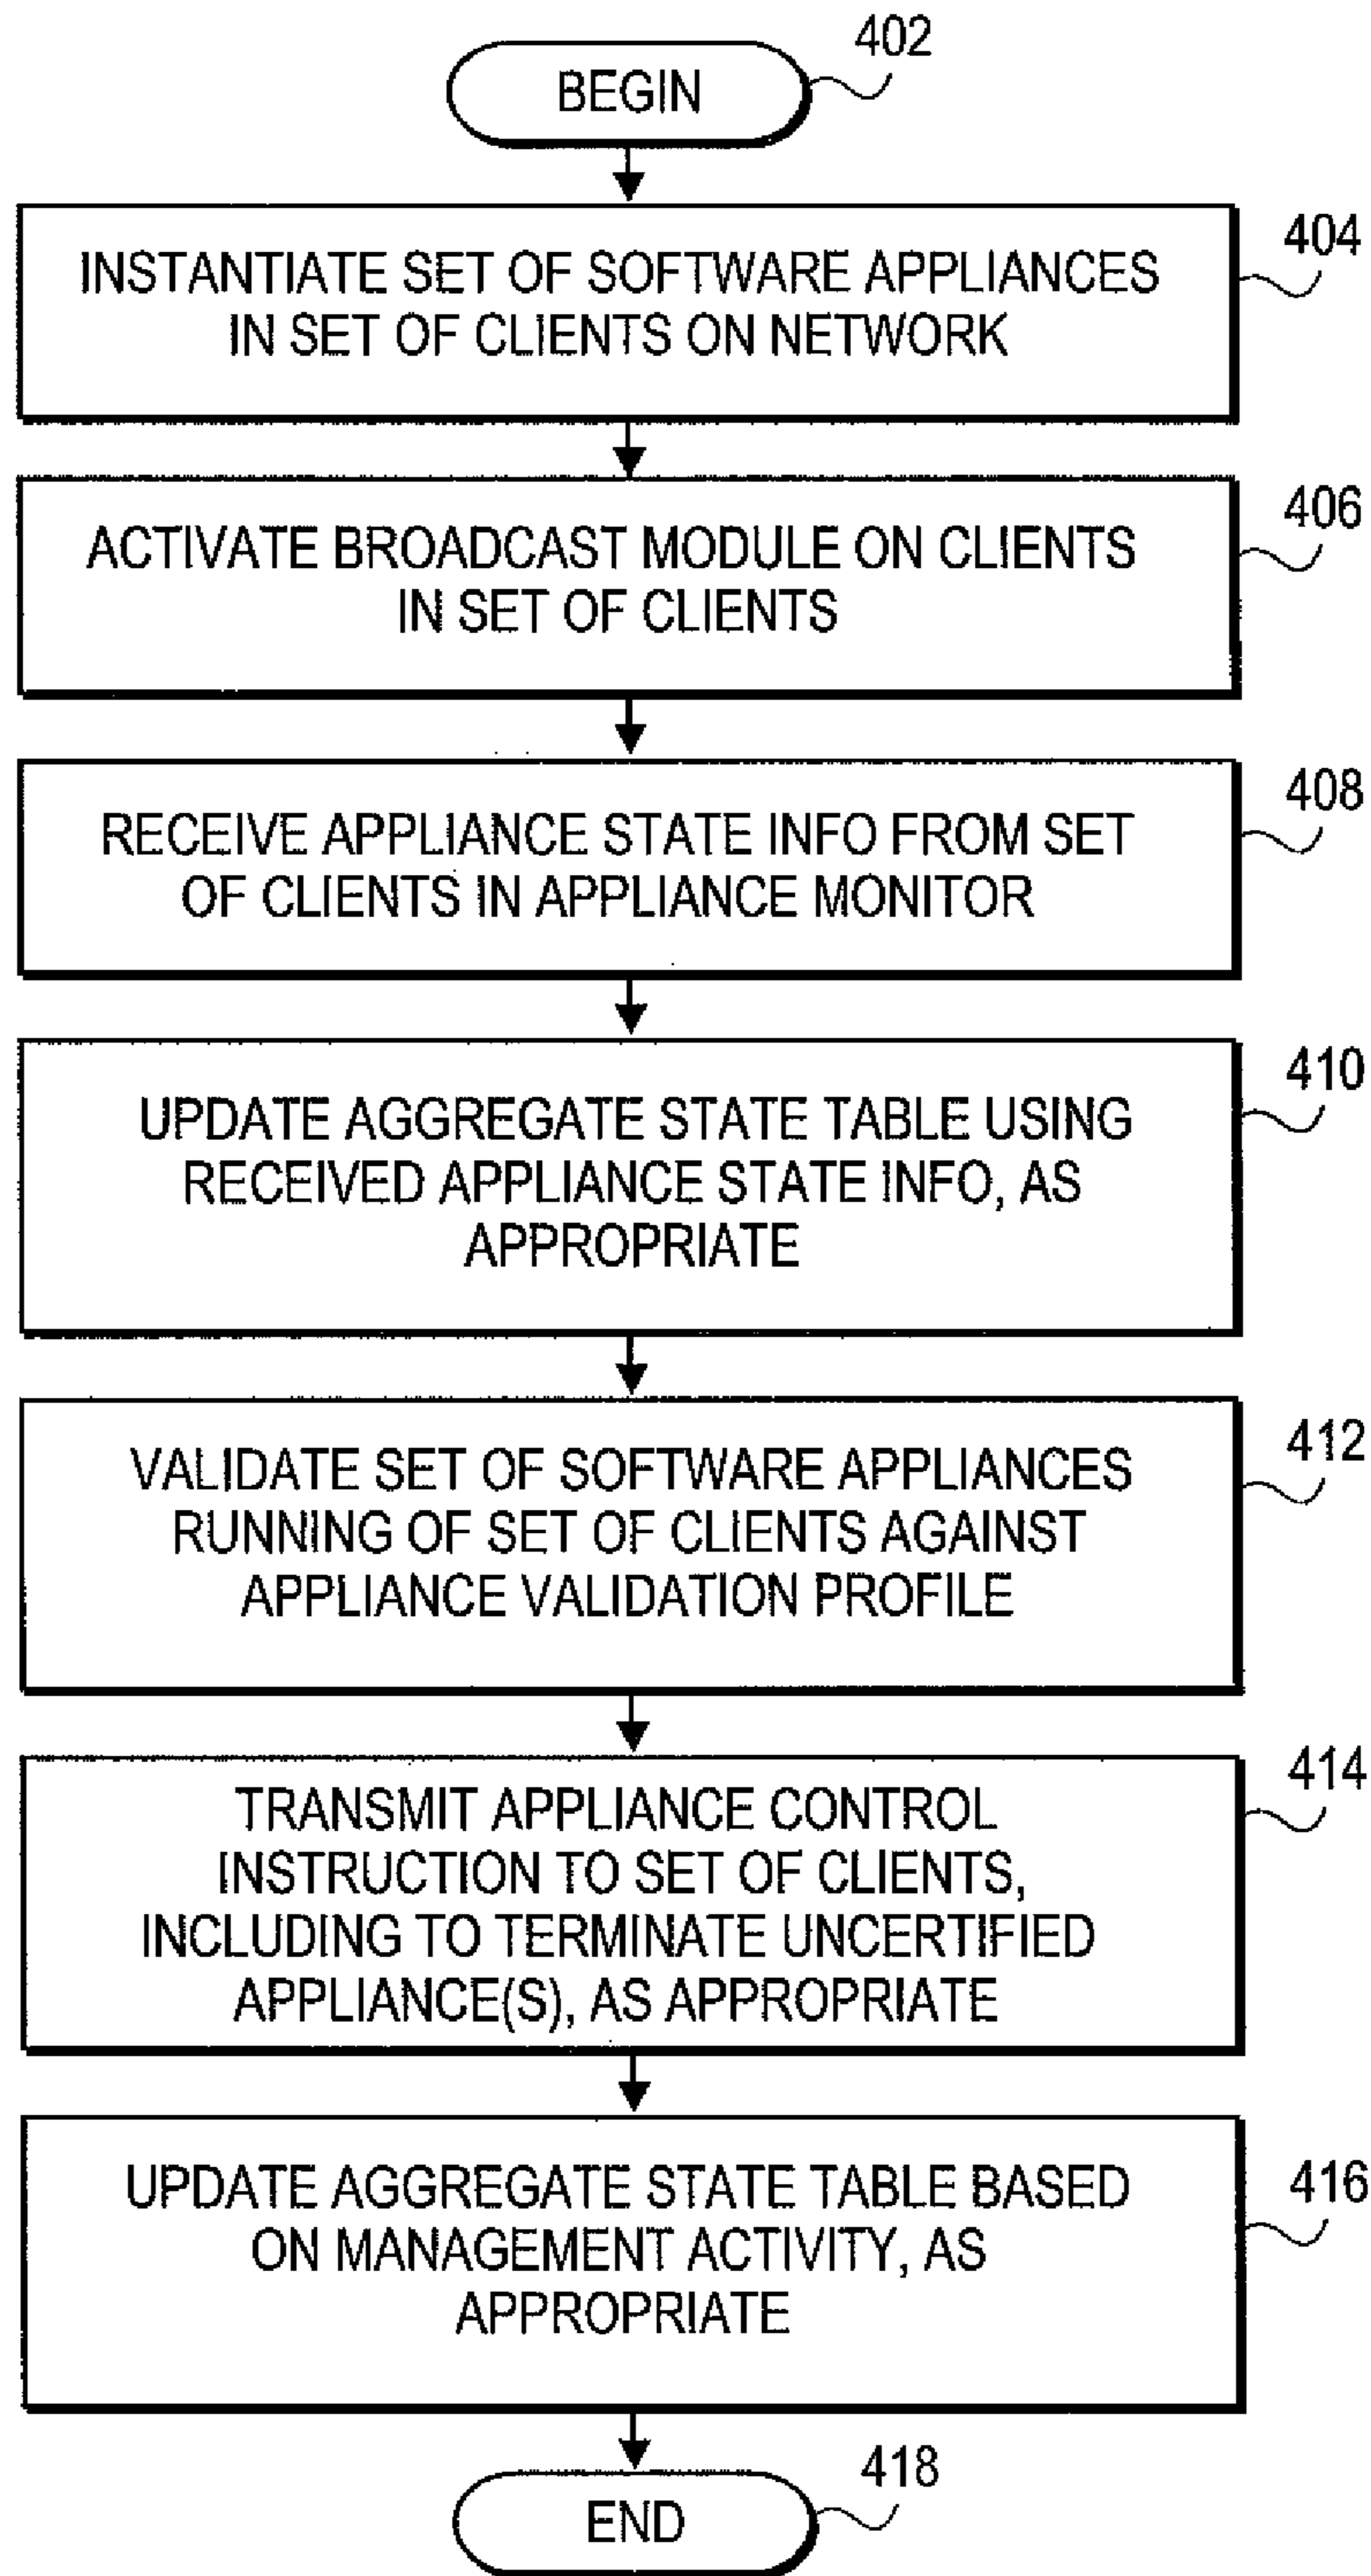 402
BEGIN
404
INSTANTIATE SET OF SOFTWARE APPLIANCES
IN SET OF CLIENTS ON NETWORK
406
ACTIVATE BROADCAST MODULE ON CLIENTS
IN SET OF CLIENTS
408
RECEIVE APPLIANCE STATE INFO FROM SET
OF CLIENTS IN APPLIANCE MONITOR
410
UPDATE AGGREGATE STATE TABLE USING
RECEIVED APPLIANCE STATE INFO, AS
APPROPRIATE
412
VALIDATE SET OF SOFTWARE APPLIANCES
RUNNING OF SET OF CLIENTS AGAINST
APPLIANCE VALIDATION PROFILE
414
TRANSMIT APPLIANCE CONTROL
INSTRUCTION TO SET OF CLIENTS,
INCLUDING TO TERMINATE UNCERTIFIED
APPLIANCE(S), AS APPROPRIATE
416
UPDATE AGGREGATE STATE TABLE BASED
ON MANAGEMENT ACTIVITY, AS
APPROPRIATE
418
END